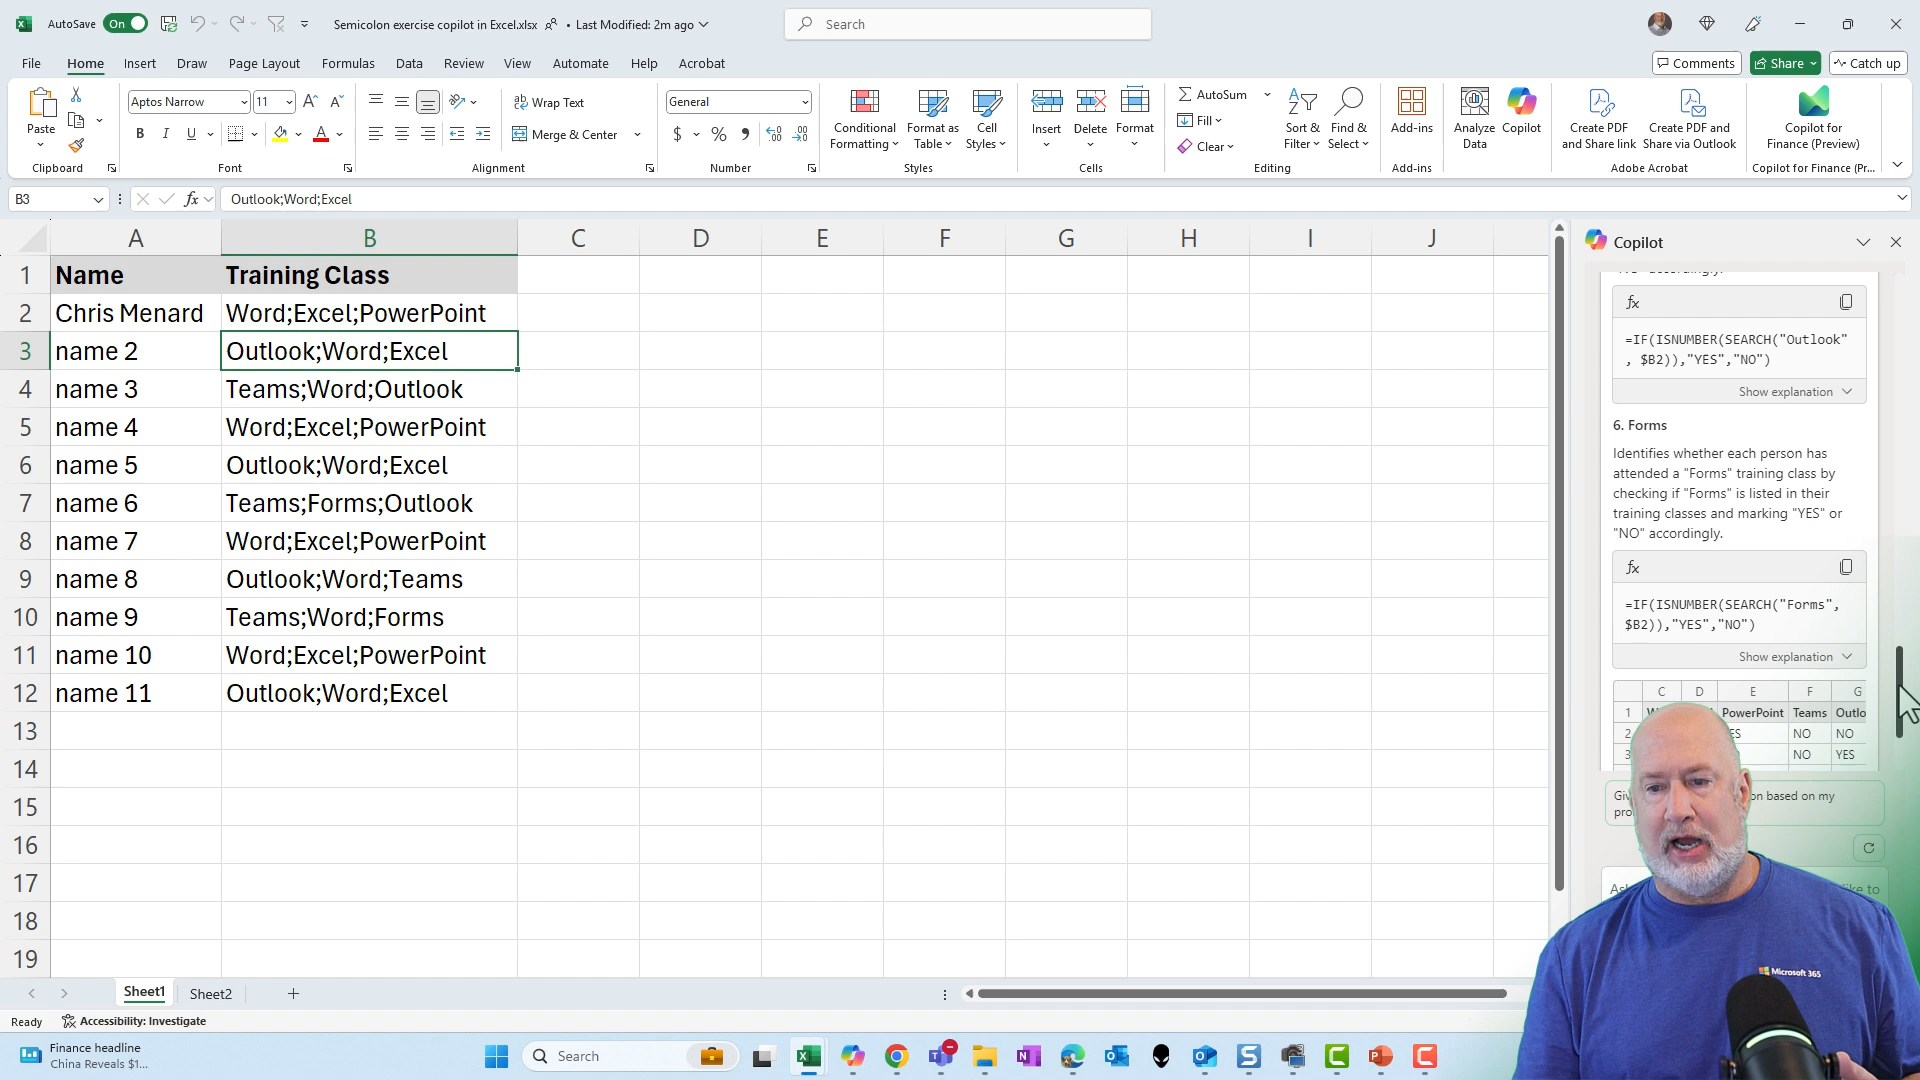 AutoSave On Semicolon exercise copilot in Excel.xlsx • Last Modified: 2m ago Search
File Home Insert Draw Page Layout Formulas Data Review View Automate Help Acrobat Comments Share Catch up
Paste
Clipboard
Aptos Narrow 11
B I U
Font
Wrap Text
Merge & Center
Alignment
General
$ % ,
Number
Conditional Formatting
Format as Table
Cell Styles
Styles
Insert Delete Format
Cells
AutoSum
Fill
Clear
Sort & Filter
Find & Select
Editing
Add-ins
Add-ins
Analyze Data
Copilot
Create PDF and Share link
Create PDF and Share via Outlook
Adobe Acrobat
Copilot for Finance (Preview)
Copilot for Finance (Pr...
B3 fx Outlook;Word;Excel
A B C D E F G H I J
1 Name Training Class
2 Chris Menard Word;Excel;PowerPoint
3 name 2 Outlook;Word;Excel
4 name 3 Teams;Word;Outlook
5 name 4 Word;Excel;PowerPoint
6 name 5 Outlook;Word;Excel
7 name 6 Teams;Forms;Outlook
8 name 7 Word;Excel;PowerPoint
9 name 8 Outlook;Word;Teams
10 name 9 Teams;Word;Forms
11 name 10 Word;Excel;PowerPoint
12 name 11 Outlook;Word;Excel
13
14
15
16
17
18
19
Copilot
fx
=IF(ISNUMBER(SEARCH("Outlook"
, $B2)),"YES","NO")
Show explanation
6. Forms
Identifies whether each person has
attended a "Forms" training class by
checking if "Forms" is listed in their
training classes and marking "YES" or
"NO" accordingly.
fx
=IF(ISNUMBER(SEARCH("Forms",
$B2)),"YES","NO")
Show explanation
C D E F G
1 PowerPoint Teams Outlo
2 NO NO
3 NO YES
on based on my
Microsoft 365
Sheet1 Sheet2
Ready Accessibility: Investigate
Finance headline
China Reveals $1...
Search